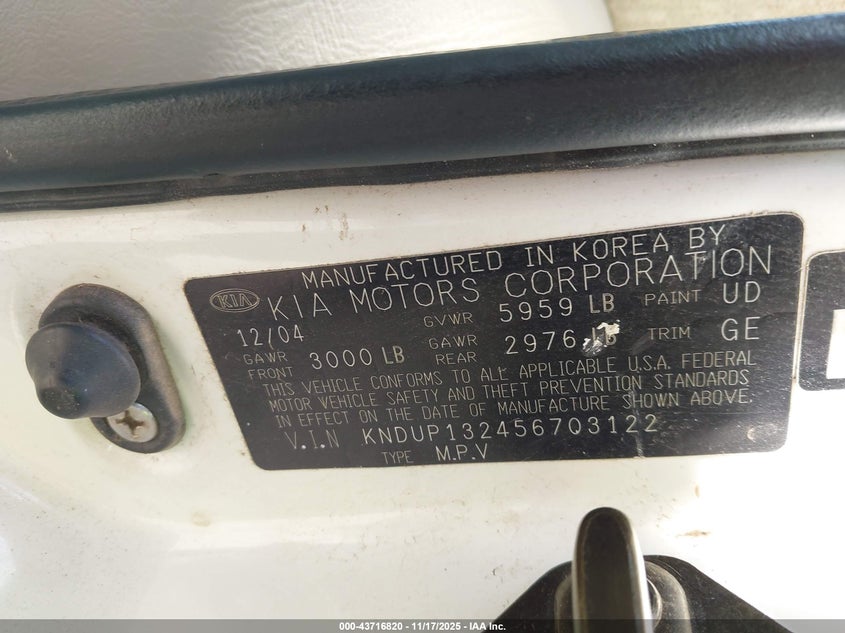 MANUFACTURED IN KOREA BY
KIA KIA MOTORS CORPORATION
12/04 GVWR 5959 LB PAINT UD
GAWR FRONT 3000 LB GAWR REAR 2976 LB TRIM GE
THIS VEHICLE CONFORMS TO ALL APPLICABLE U.S.A. FEDERAL
MOTOR VEHICLE SAFETY AND THEFT PREVENTION STANDARDS
IN EFFECT ON THE DATE OF MANUFACTURE SHOWN ABOVE.
V.I.N KNDUP132456703122
TYPE M.P.V
000-43716820 - 11/17/2025 - IAA Inc.